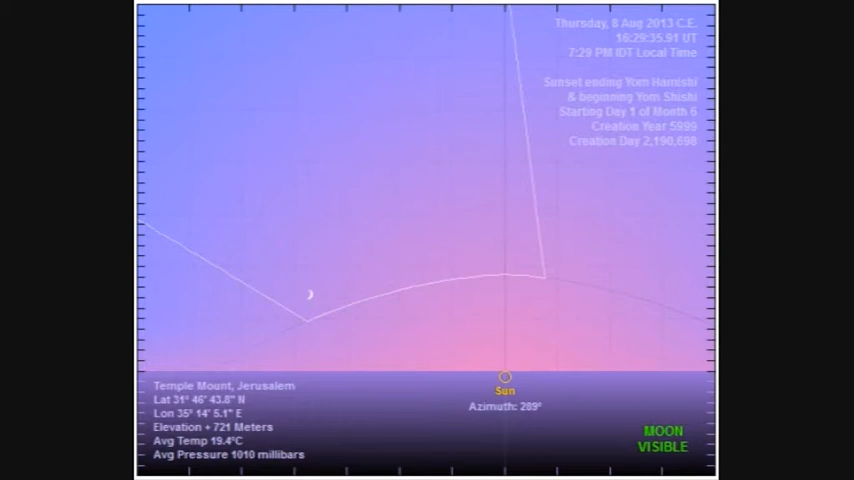 Thursday, 8 Aug 2013 C.E.
16:29:35.91 UT
7:29 PM IDT Local Time
Sunset ending Yom Hamishi
& beginning Yom Shishi
Starting Day 1 of Month 6
Creation Year 5999
Creation Day 2,190,698
Temple Mount, Jerusalem
Lat 31° 46' 43.8" N
Lon 35° 14' 5.1" E
Elevation + 721 Meters
Avg Temp 19.4°C
Avg Pressure 1010 millibars
Sun
Azimuth: 289°
MOON
VISIBLE